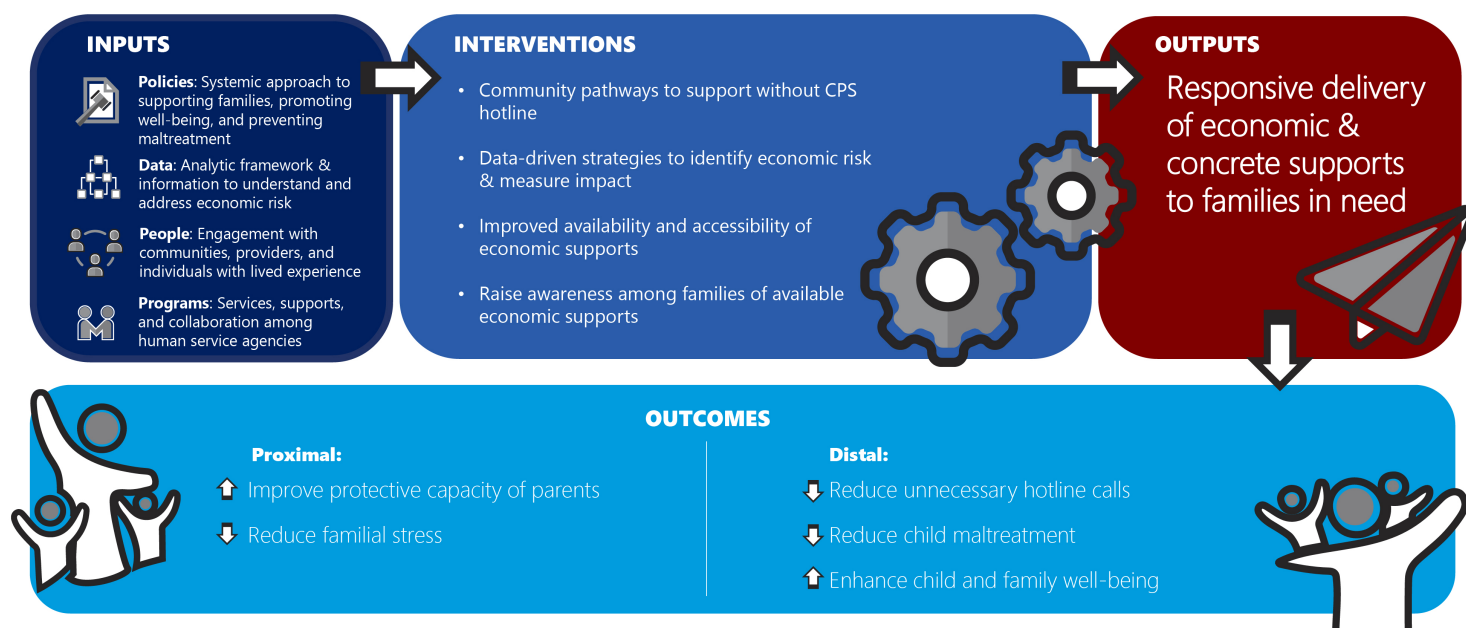 INPUTS
Policies: Systemic approach to
supporting families, promoting
well-being, and preventing
maltreatment
Data: Analytic framework &
information to understand and
address economic risk
People: Engagement with
communities, providers, and
individuals with lived experience
Programs: Services, supports,
and collaboration among
human service agencies
INTERVENTIONS
• Community pathways to support without CPS
hotline
• Data-driven strategies to identify economic risk
& measure impact
• Improved availability and accessibility of
economic supports
• Raise awareness among families of available
economic supports
OUTPUTS
Responsive delivery
of economic &
concrete supports
to families in need
OUTCOMES
Proximal:
Improve protective capacity of parents
Reduce familial stress
Distal:
Reduce unnecessary hotline calls
Reduce child maltreatment
Enhance child and family well-being